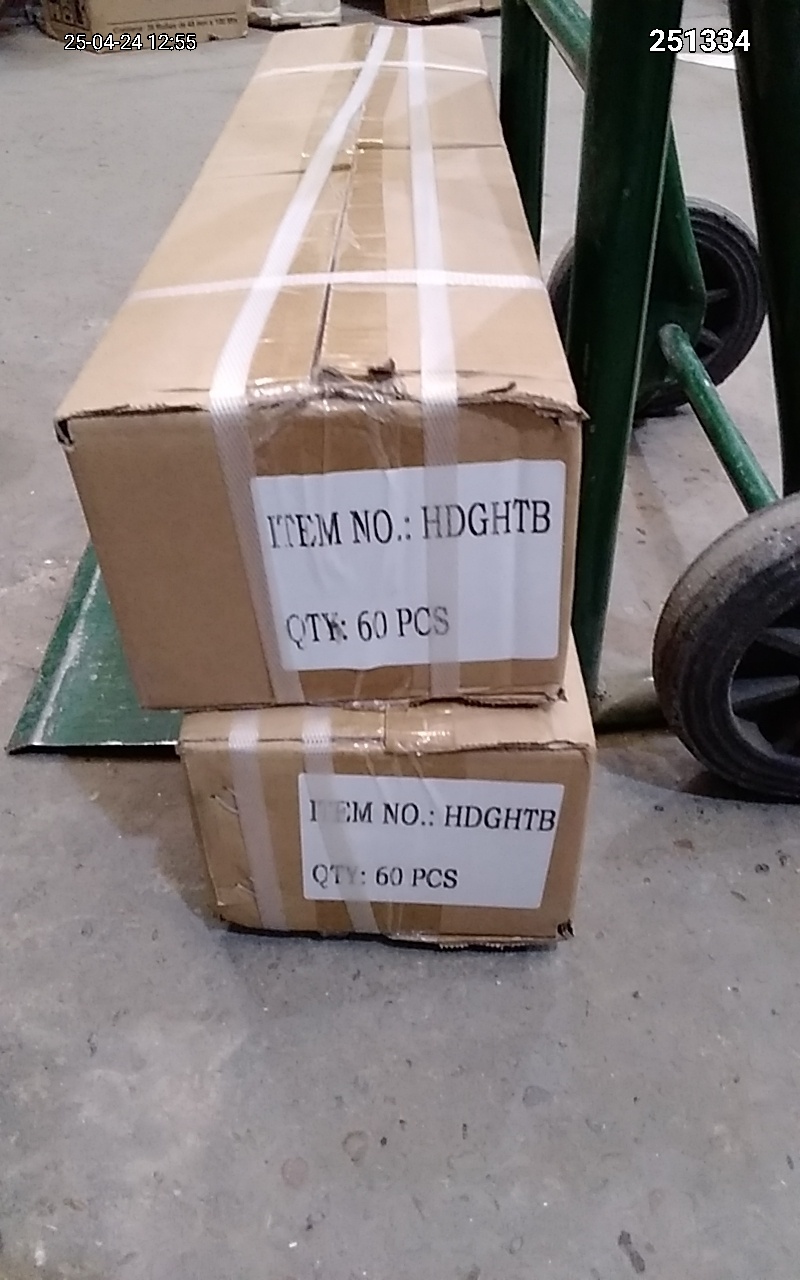 25-04-24 12:55
251334
ITEM NO.: HDGHTB
QTY: 60 PCS
ITEM NO.: HDGHTB
QTY: 60 PCS